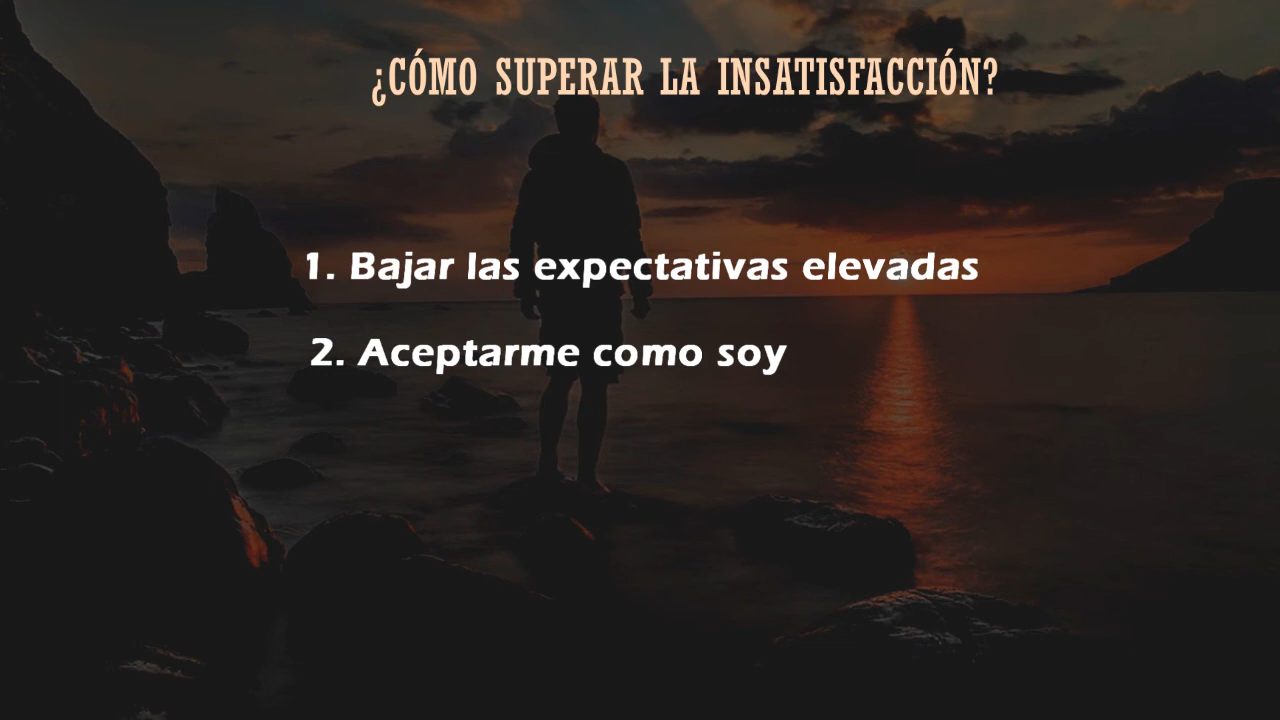 ¿CÓMO SUPERAR LA INSATISFACCIÓN?
1. Bajar las expectativas elevadas
2. Aceptarme como soy